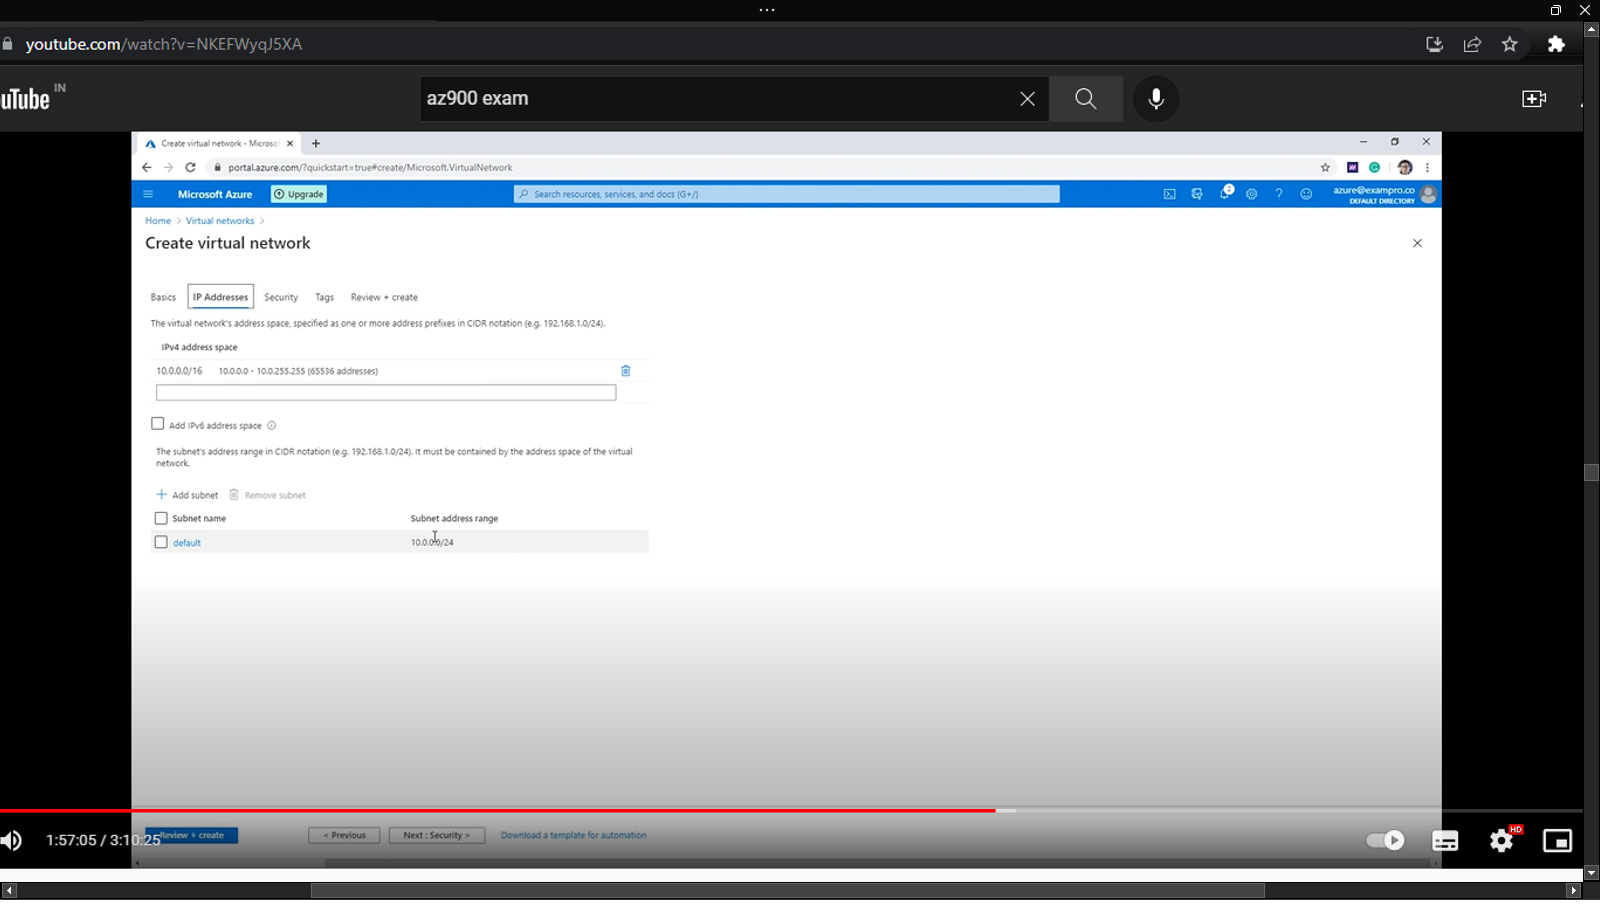 youtube.com/watch?v=NKEFWyqJ5XA
uTube IN
az900 exam
Create virtual network - Microso
portal.azure.com/?quickstart=true#create/Microsoft.VirtualNetwork
Microsoft Azure Upgrade Search resources, services, and docs (G+/) 2 azure@exampro.co
DEFAULT DIRECTORY
Home > Virtual networks >
Create virtual network
Basics IP Addresses Security Tags Review + create
The virtual network's address space, specified as one or more address prefixes in CIDR notation (e.g. 192.168.1.0/24).
IPv4 address space
10.0.0.0/16 10.0.0.0 - 10.0.255.255 (65536 addresses)
Add IPv6 address space
The subnet's address range in CIDR notation (e.g. 192.168.1.0/24). It must be contained by the address space of the virtual
network.
+ Add subnet Remove subnet
Subnet name Subnet address range
default 10.0.0.0/24
Review + create < Previous Next : Security > Download a template for automation
1:57:05 / 3:10:25
HD